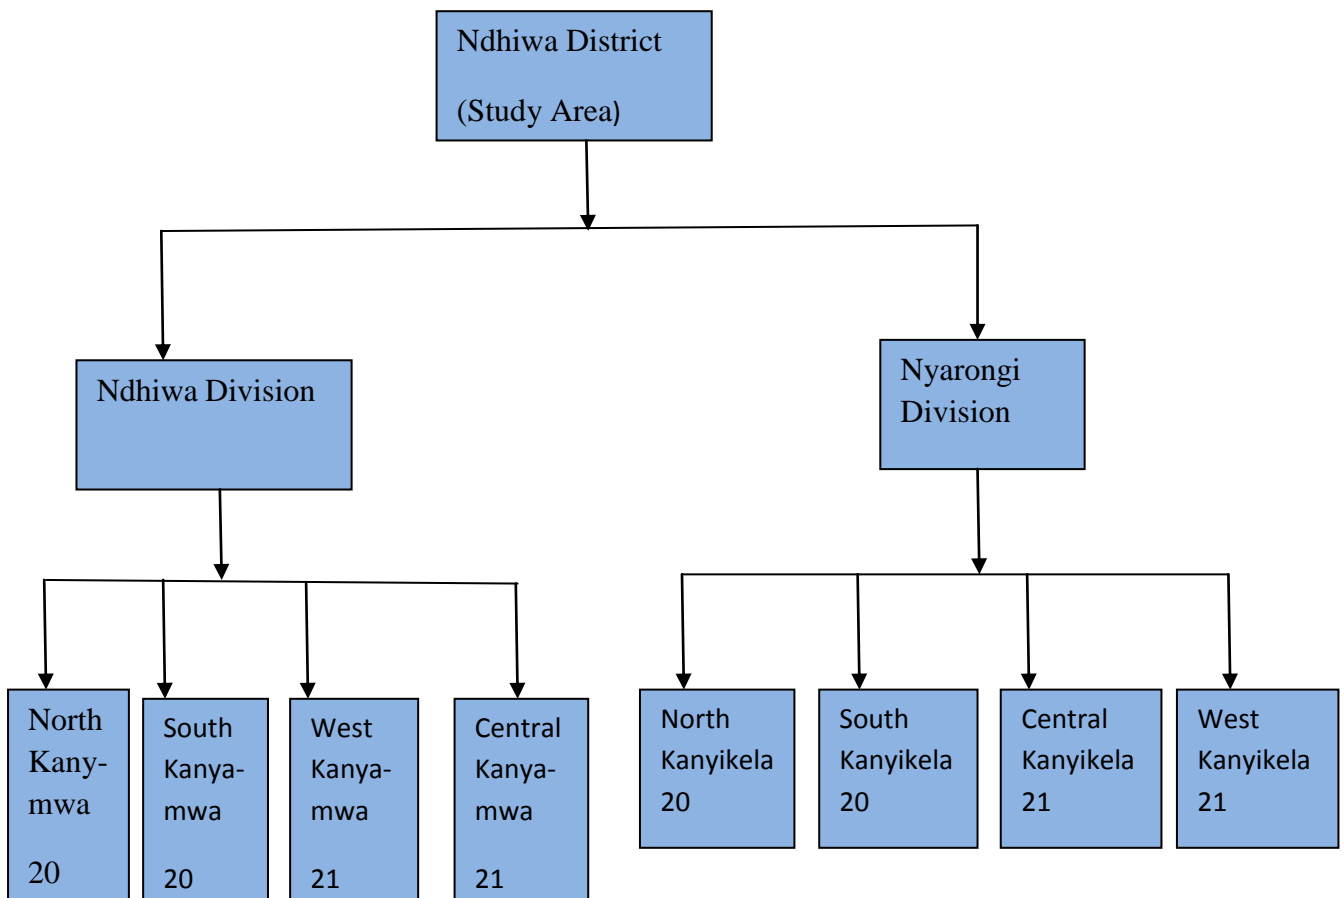 Ndhiwa District
(Study Area)
Ndhiwa Division
Nyarongi
Division
North
Kany-
mwa
20
South
Kanya-
mwa
20
West
Kanya-
mwa
21
Central
Kanya-
mwa
21
North
Kanyikela
20
South
Kanyikela
20
Central
Kanyikela
21
West
Kanyikela
21